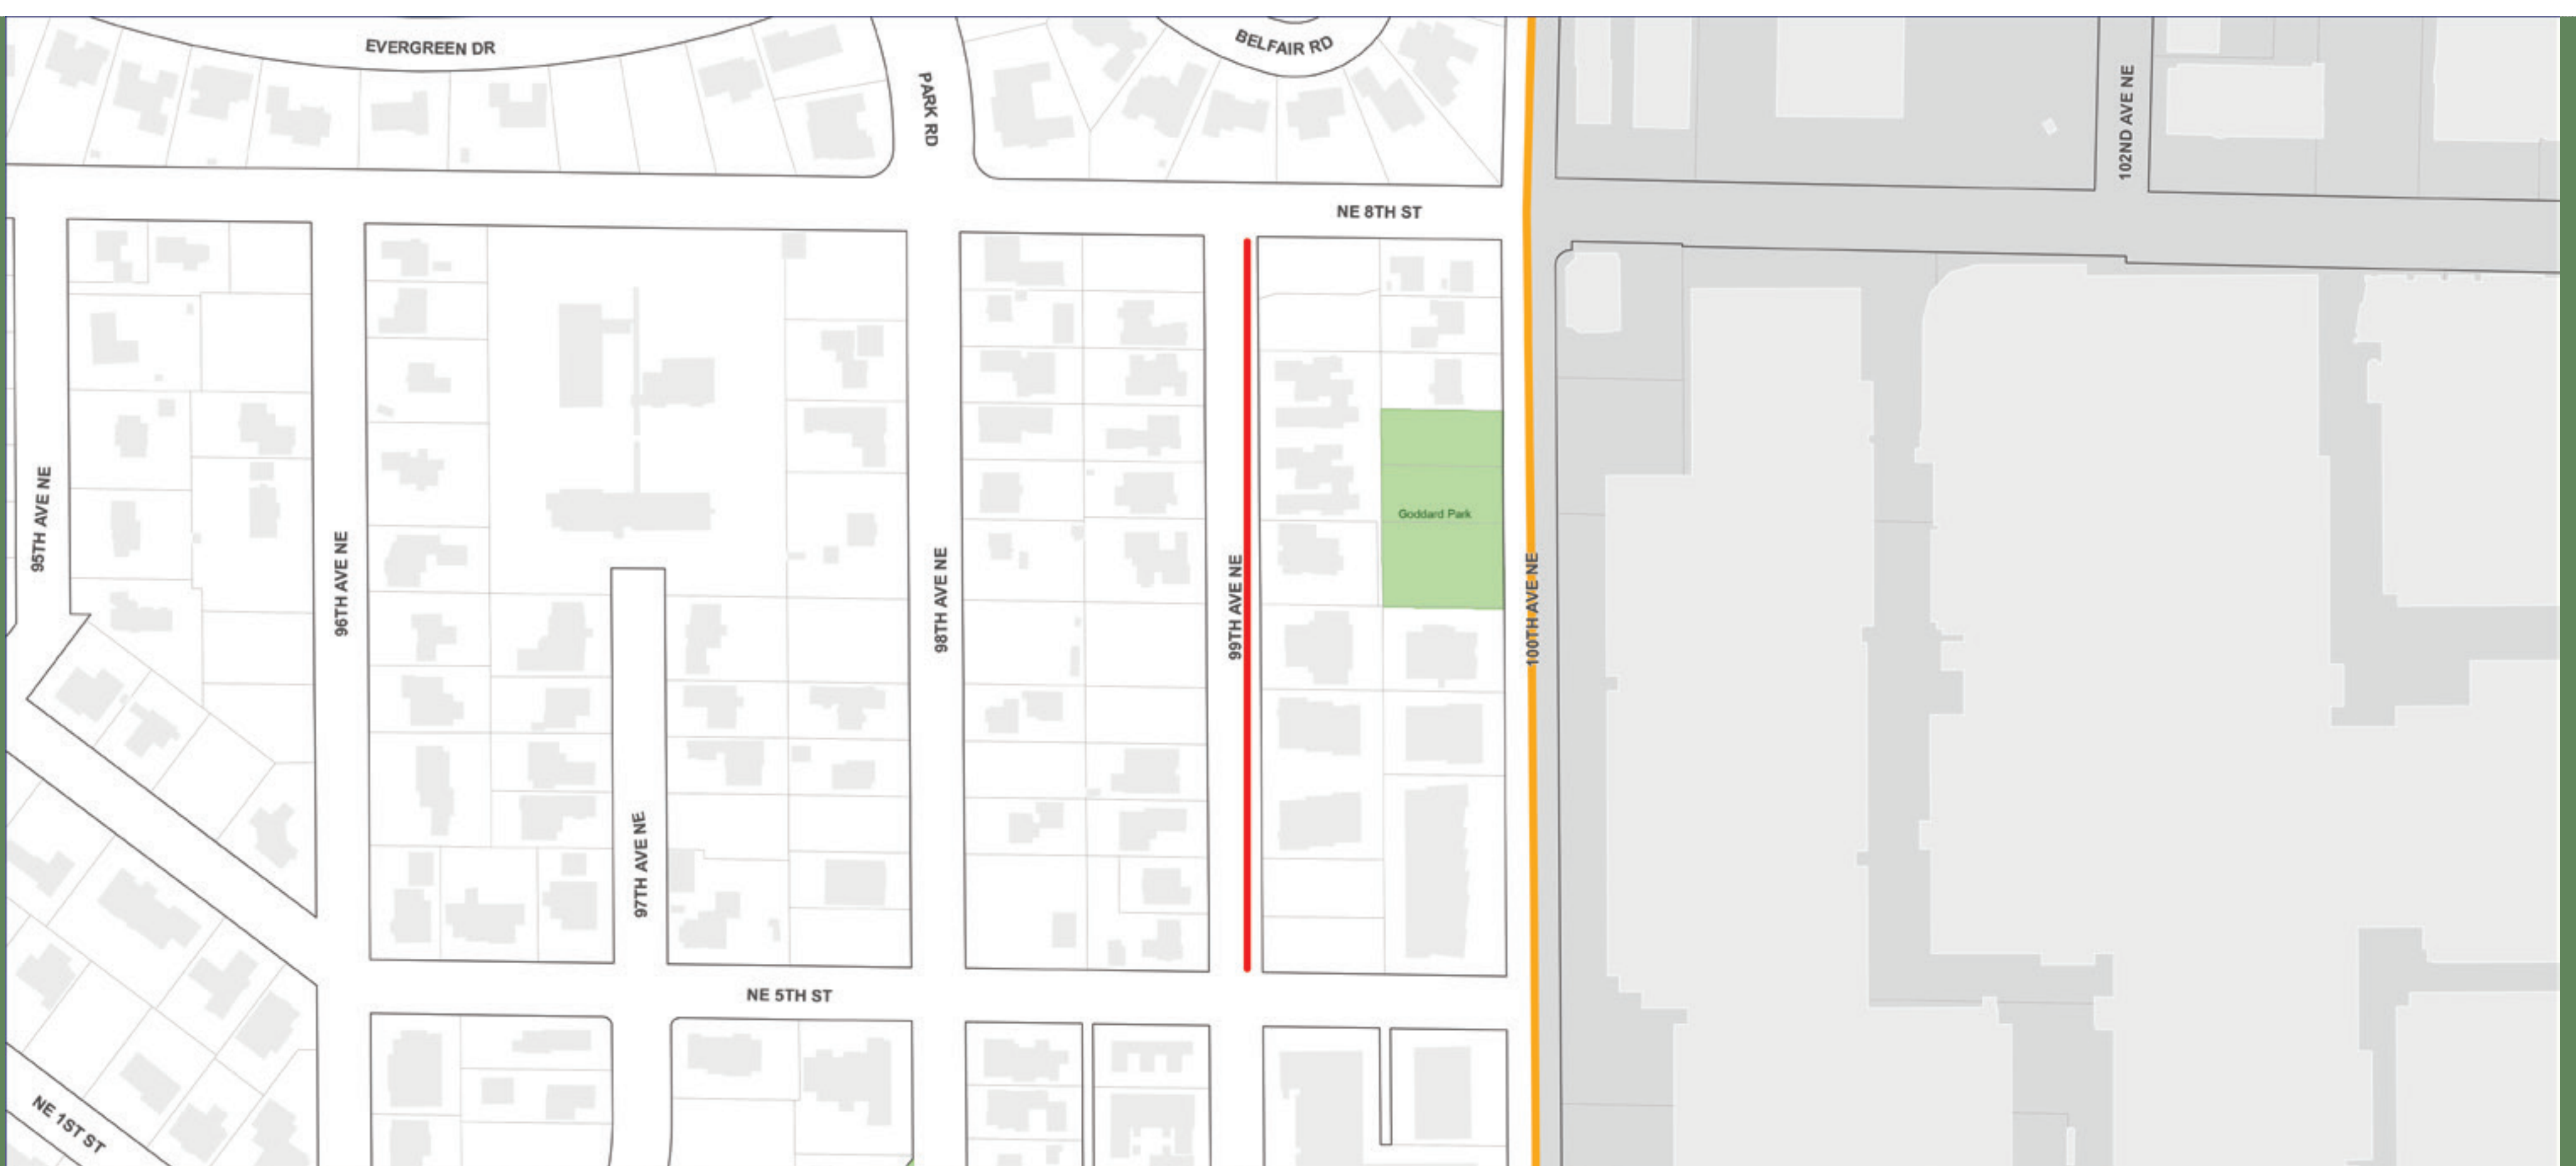 EVERGREEN DR
BELFAIR RD
PARK RD
102ND AVE NE
NE 8TH ST
95TH AVE NE
96TH AVE NE
98TH AVE NE
99TH AVE NE
Goddard Park
100TH AVE NE
97TH AVE NE
NE 5TH ST
NE 1ST ST